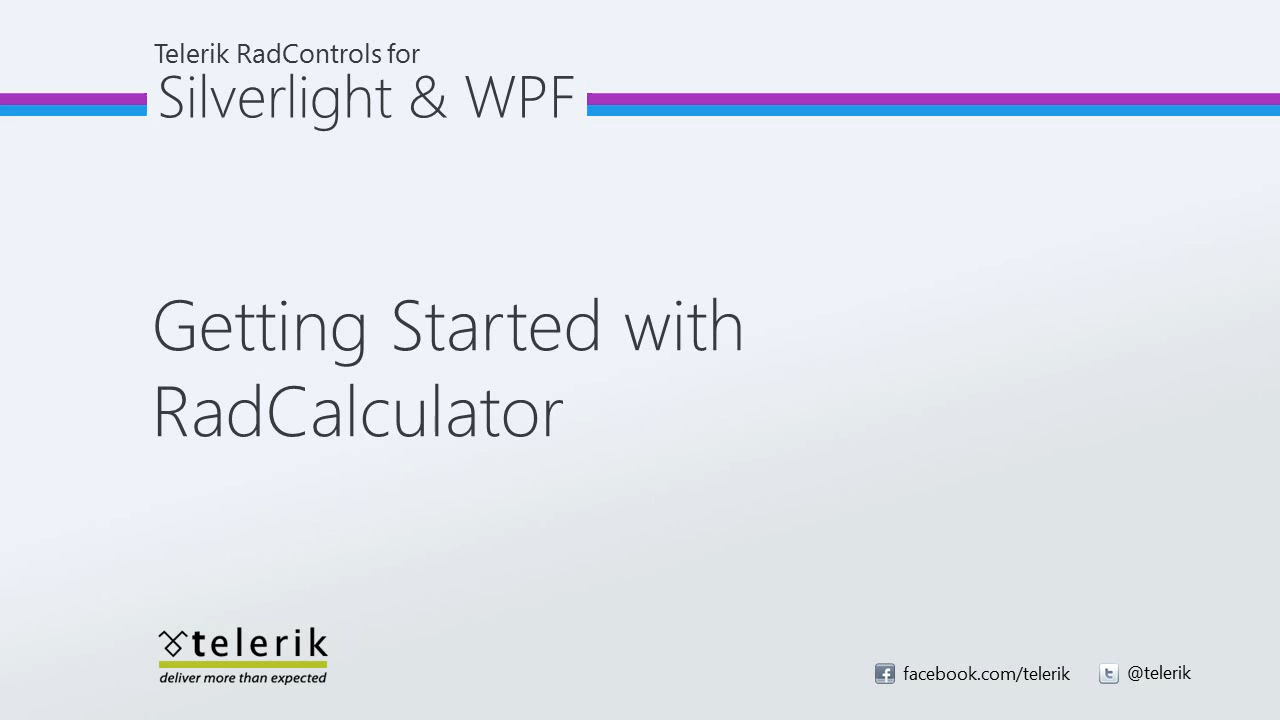 Telerik RadControls for
Silverlight & WPF
Getting Started with
RadCalculator
telerik
deliver more than expected
facebook.com/telerik
@telerik